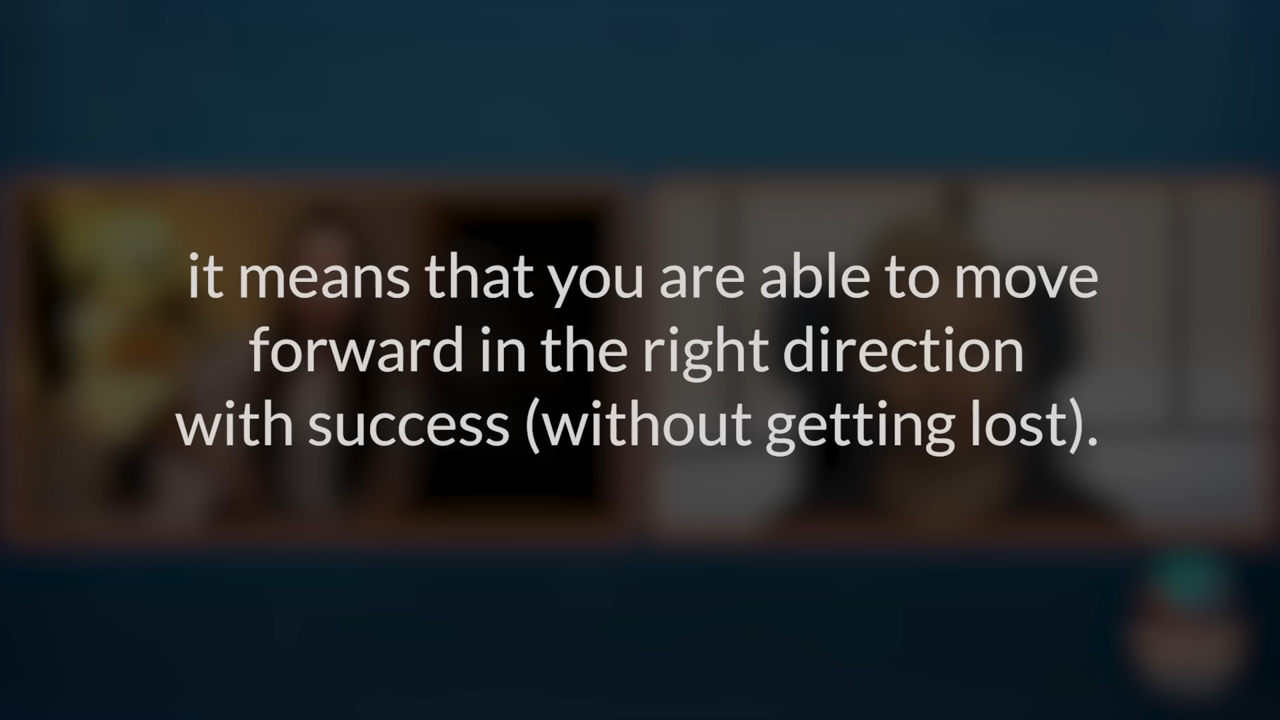 it means that you are able to move
forward in the right direction
with success (without getting lost).